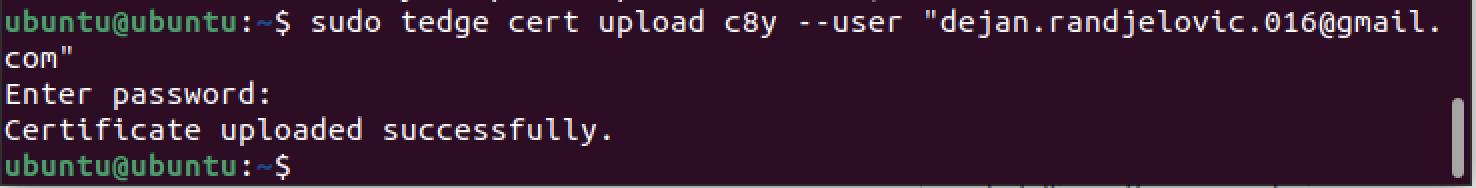 ubuntu@ubuntu:~$ sudo tedge cert upload c8y --user "dejan.randjelovic.016@gmail.
com"
Enter password:
Certificate uploaded successfully.
ubuntu@ubuntu:~$